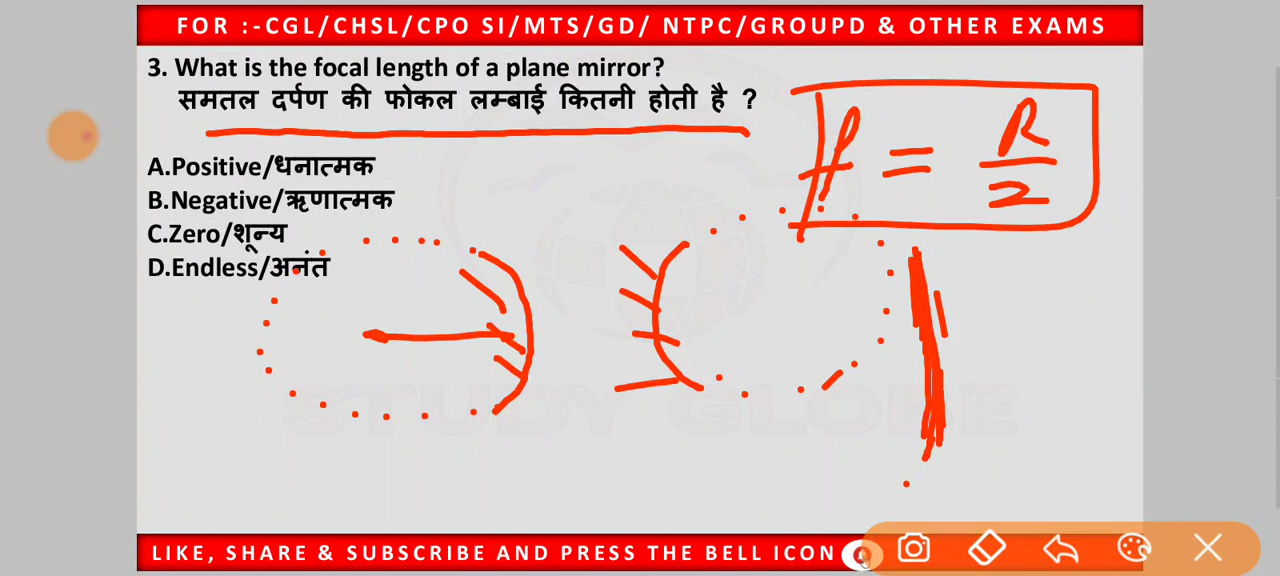 FOR :-CGL/CHSL/CPO SI/MTS/GD/ NTPC/GROUPD & OTHER EXAMS
3. What is the focal length of a plane mirror?
समतल दर्पण की फोकल लम्बाई कितनी होती है ?
f = R/2
A.Positive/धनात्मक
B.Negative/ऋणात्मक
C.Zero/शून्य
D.Endless/अनंत
STUDY GLOBE
LIKE, SHARE & SUBSCRIBE AND PRESS THE BELL ICON